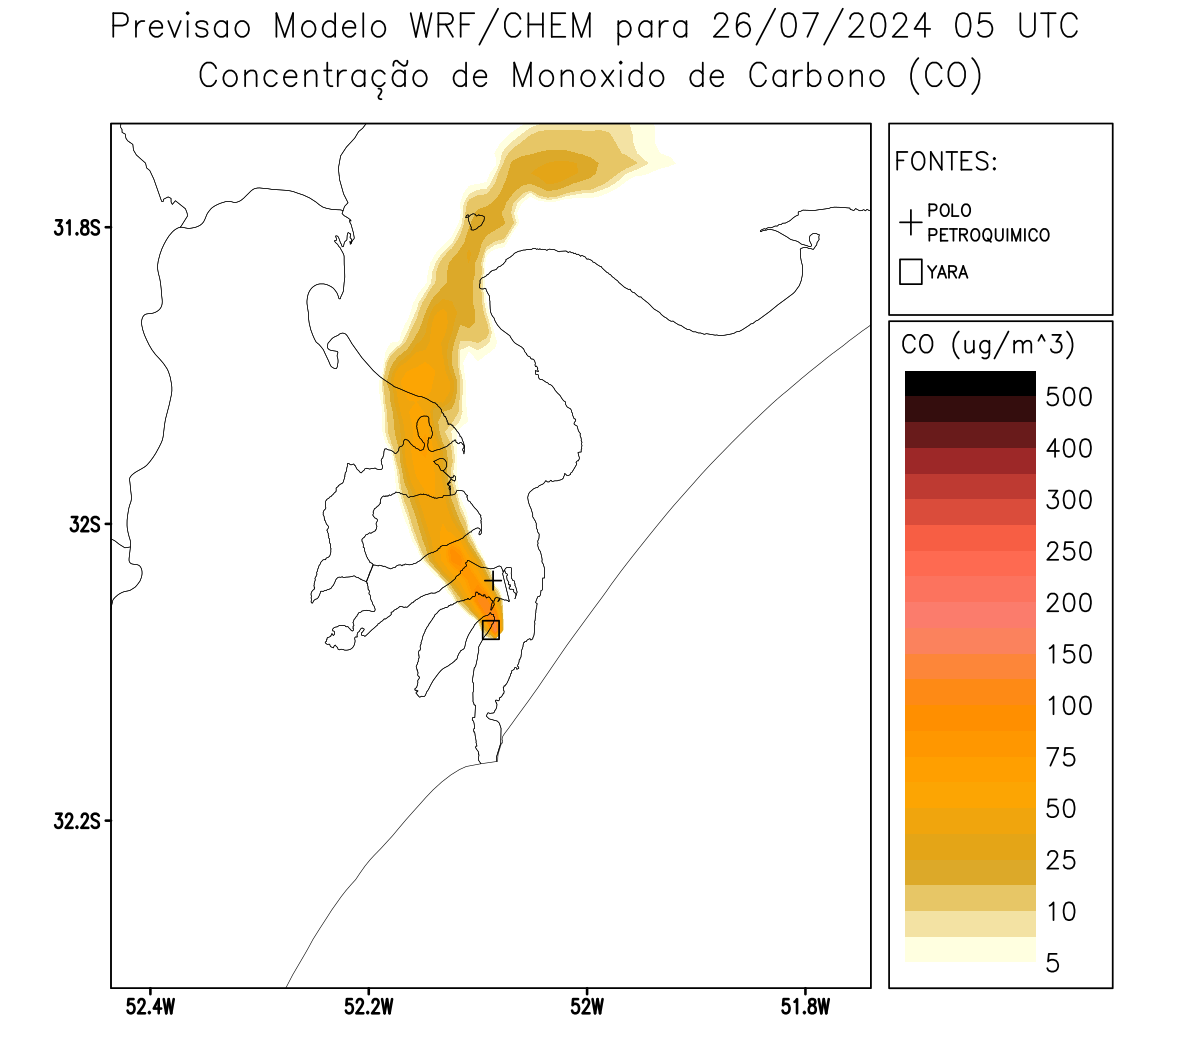 Previsao Modelo WRF/CHEM para 26/07/2024 05 UTC
Concentração de Monoxido de Carbono (CO)
FONTES:
POLO
PETROQUIMICO
YARA
31.8S
32S
32.2S
52.4W
52.2W
52W
51.8W
CO (ug/m^3)
500
400
300
250
200
150
100
75
50
25
10
5